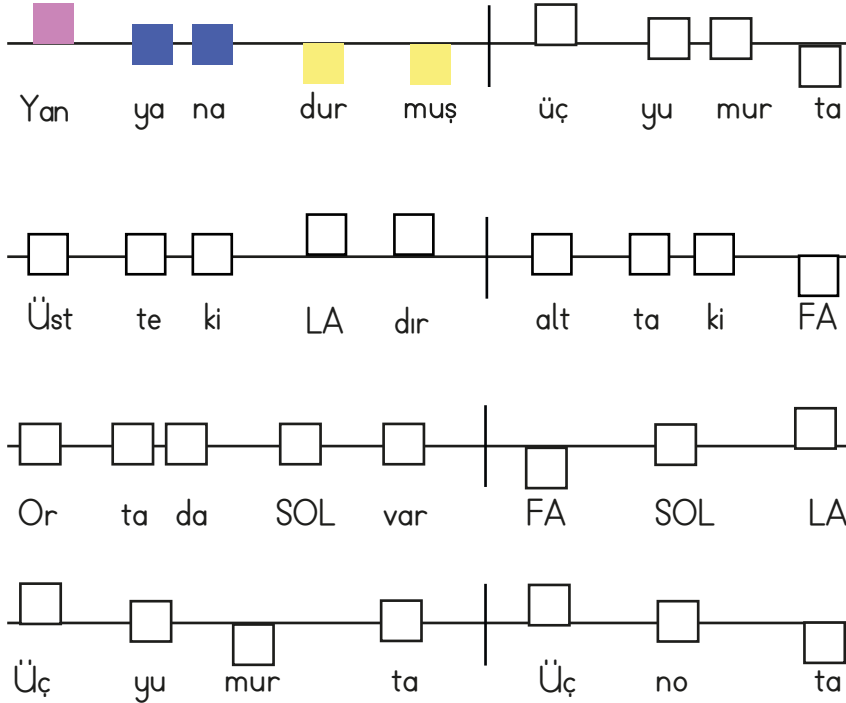 Yan ya na dur muş üç yu mur ta
Üst te ki LA dır alt ta ki FA
Or ta da SOL var FA SOL LA
Üç yu mur ta Üç no ta